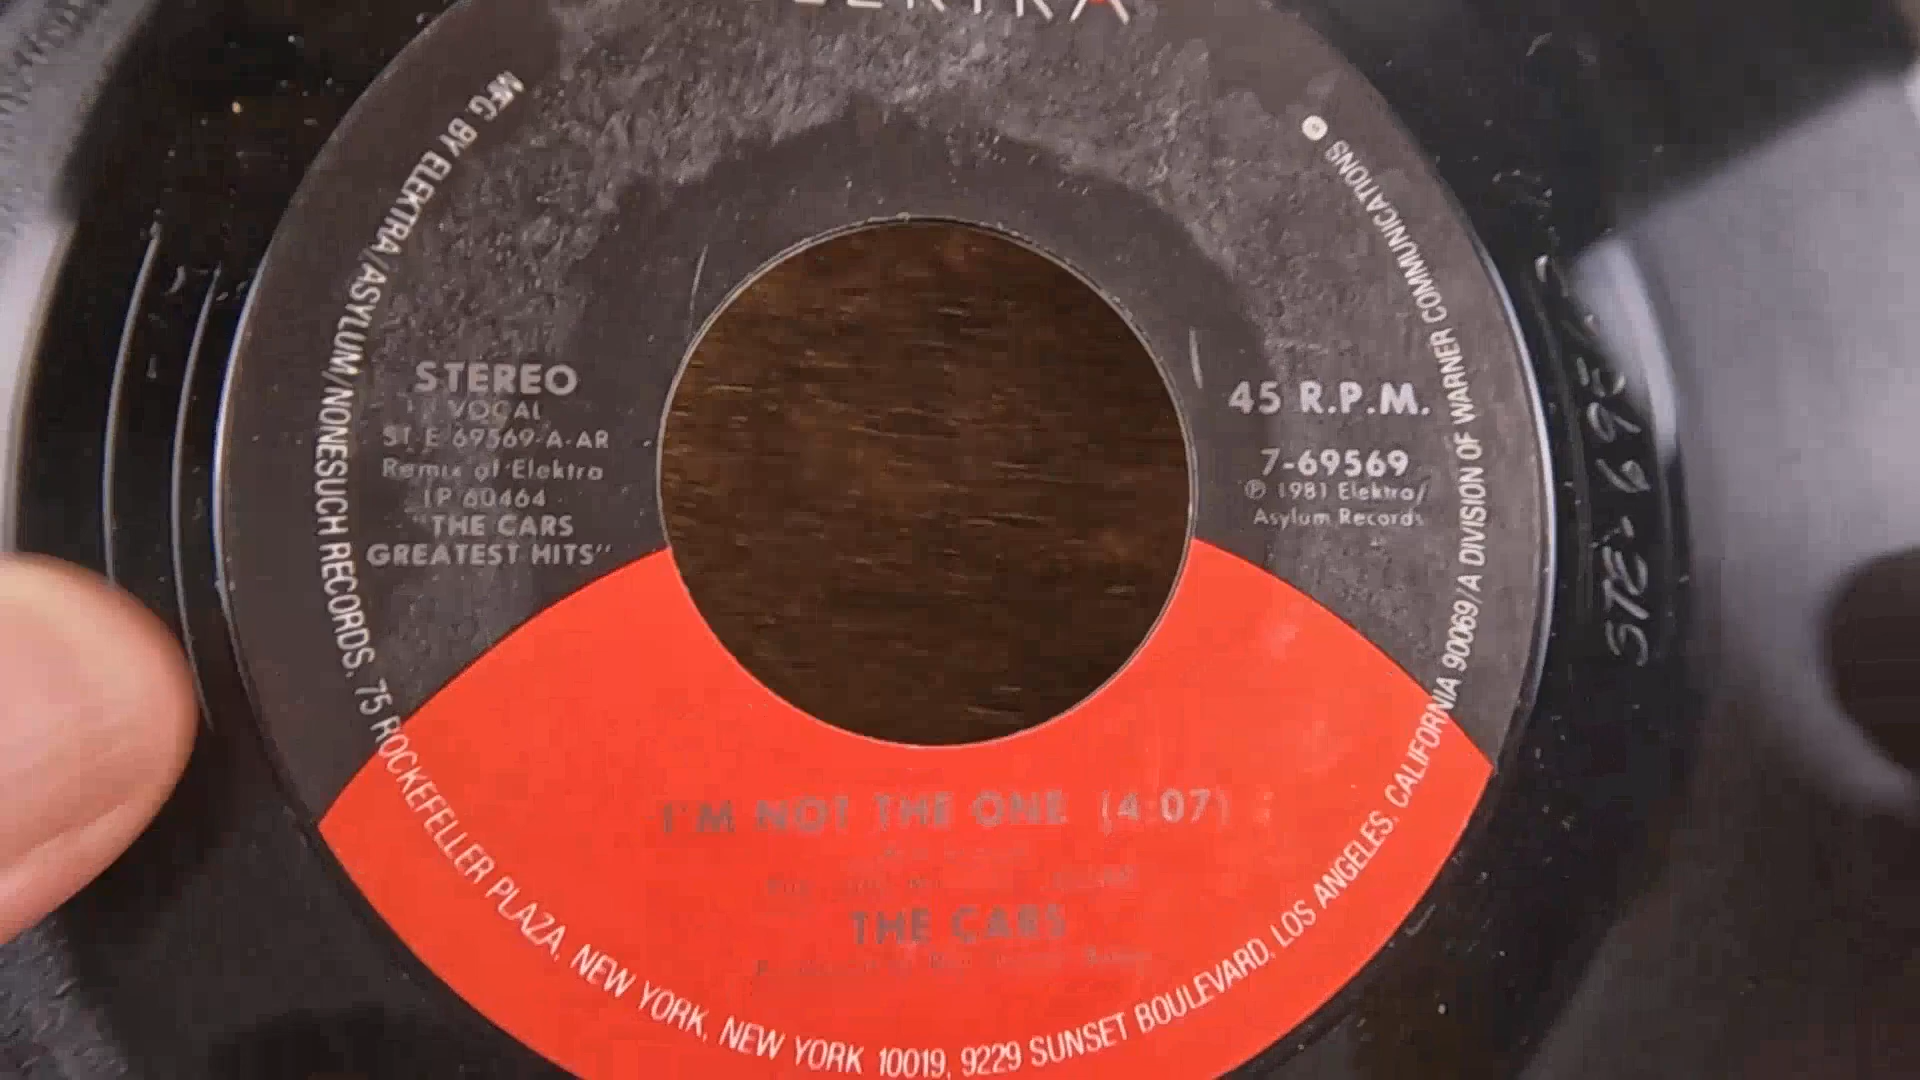 ELEKTRA
STEREO
VOCAL
ST E 69569-A-AR
Remix of Elektra
LP 60464
"THE CARS
GREATEST HITS"
45 R.P.M.
7-69569
℗ 1981 Elektra/
Asylum Records
I'M NOT THE ONE (4:07)
THE CARS
MFG. BY ELEKTRA/ASYLUM/NONESUCH RECORDS, 75 ROCKEFELLER PLAZA, NEW YORK, NEW YORK 10019, 9229 SUNSET BOULEVARD, LOS ANGELES, CALIFORNIA 90069/A DIVISION OF WARNER COMMUNICATIONS